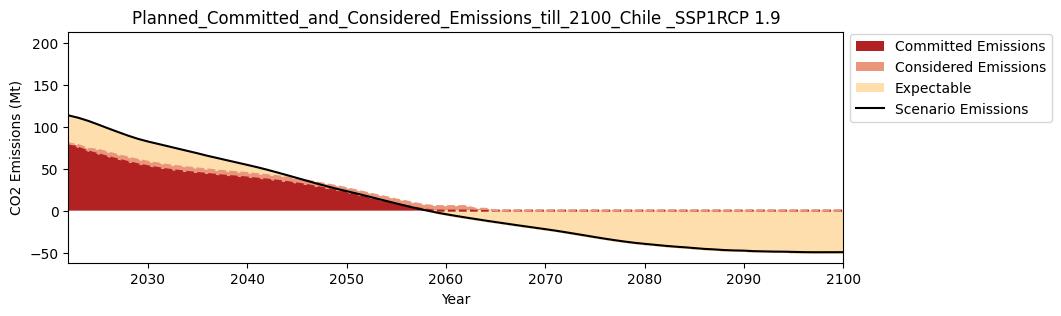 Planned_Committed_and_Considered_Emissions_till_2100_Chile _SSP1RCP 1.9
200
150
100
50
0
−50
CO2 Emissions (Mt)
2030
2040
2050
2060
2070
2080
2090
2100
Year
Committed Emissions
Considered Emissions
Expectable
Scenario Emissions